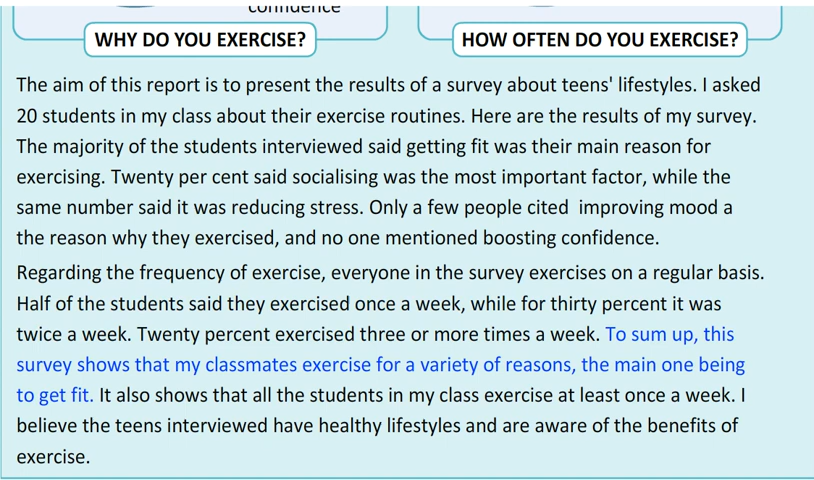 confidence
WHY DO YOU EXERCISE?
HOW OFTEN DO YOU EXERCISE?
The aim of this report is to present the results of a survey about teens' lifestyles. I asked
20 students in my class about their exercise routines. Here are the results of my survey.
The majority of the students interviewed said getting fit was their main reason for
exercising. Twenty per cent said socialising was the most important factor, while the
same number said it was reducing stress. Only a few people cited  improving mood a
the reason why they exercised, and no one mentioned boosting confidence.
Regarding the frequency of exercise, everyone in the survey exercises on a regular basis.
Half of the students said they exercised once a week, while for thirty percent it was
twice a week. Twenty percent exercised three or more times a week. To sum up, this
survey shows that my classmates exercise for a variety of reasons, the main one being
to get fit. It also shows that all the students in my class exercise at least once a week. I
believe the teens interviewed have healthy lifestyles and are aware of the benefits of
exercise.